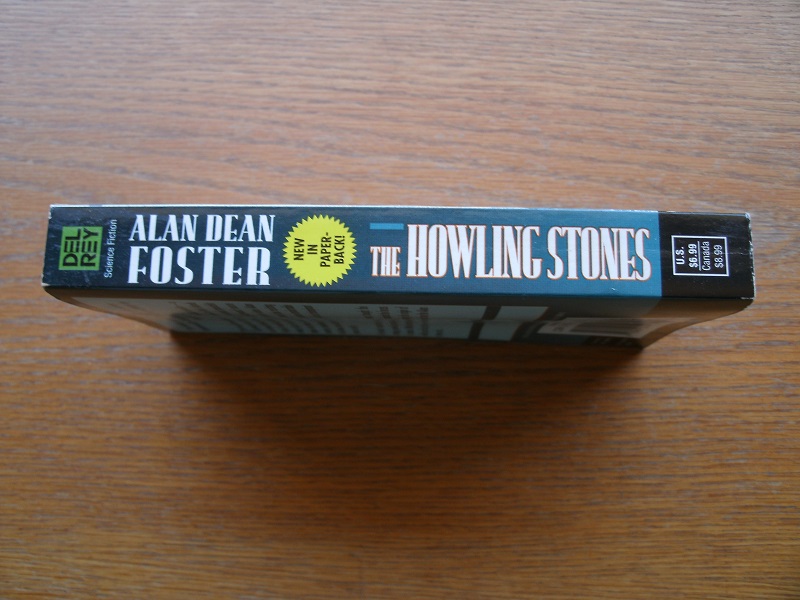 DEL
REY
Science Fiction
ALAN DEAN
FOSTER
NEW
IN
PAPER-
BACK!
THE HOWLING STONES
U.S.
$6.99
Canada
$8.99